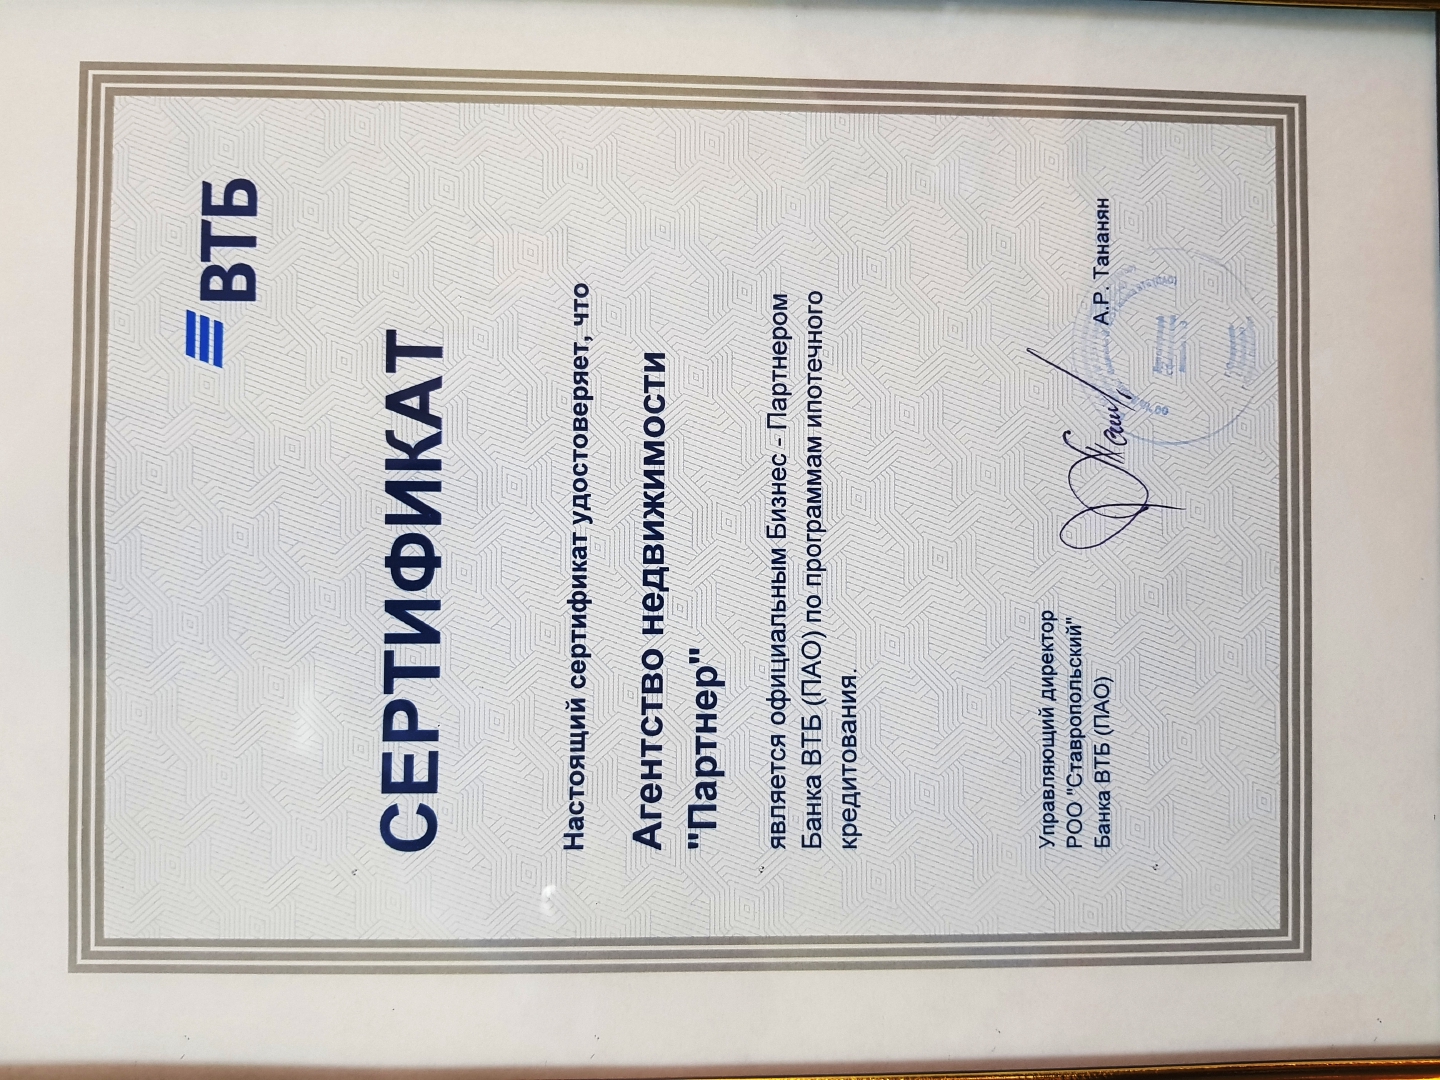 ВТБ
СЕРТИФИКАТ
Настоящий сертификат удостоверяет, что
Агентство недвижимости
"Партнер"
является официальным Бизнес - Партнером
Банка ВТБ (ПАО) по программам ипотечного
кредитования.
Управляющий директор
РОО "Ставропольский"
Банка ВТБ (ПАО)
А.Р. Тананян